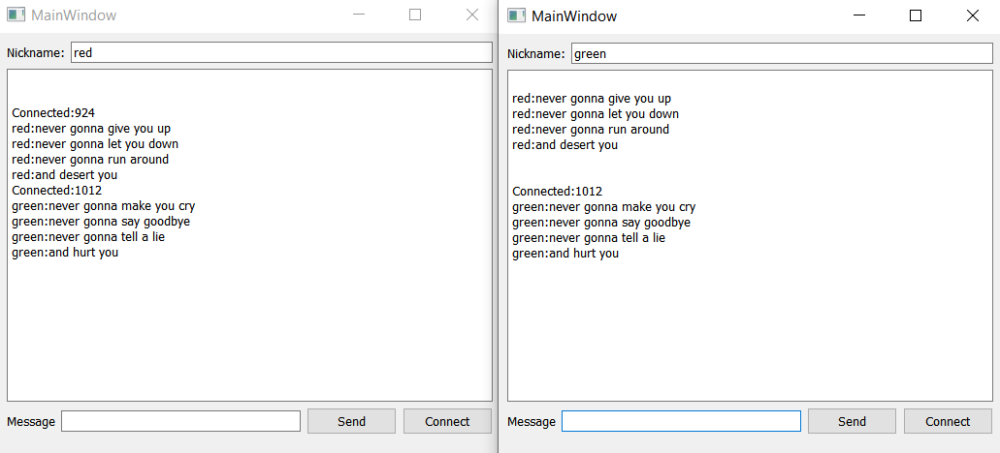 MainWindow
Nickname: red
Connected:924
red:never gonna give you up
red:never gonna let you down
red:never gonna run around
red:and desert you
Connected:1012
green:never gonna make you cry
green:never gonna say goodbye
green:never gonna tell a lie
green:and hurt you
Message Send Connect
MainWindow
Nickname: green
red:never gonna give you up
red:never gonna let you down
red:never gonna run around
red:and desert you
Connected:1012
green:never gonna make you cry
green:never gonna say goodbye
green:never gonna tell a lie
green:and hurt you
Message Send Connect